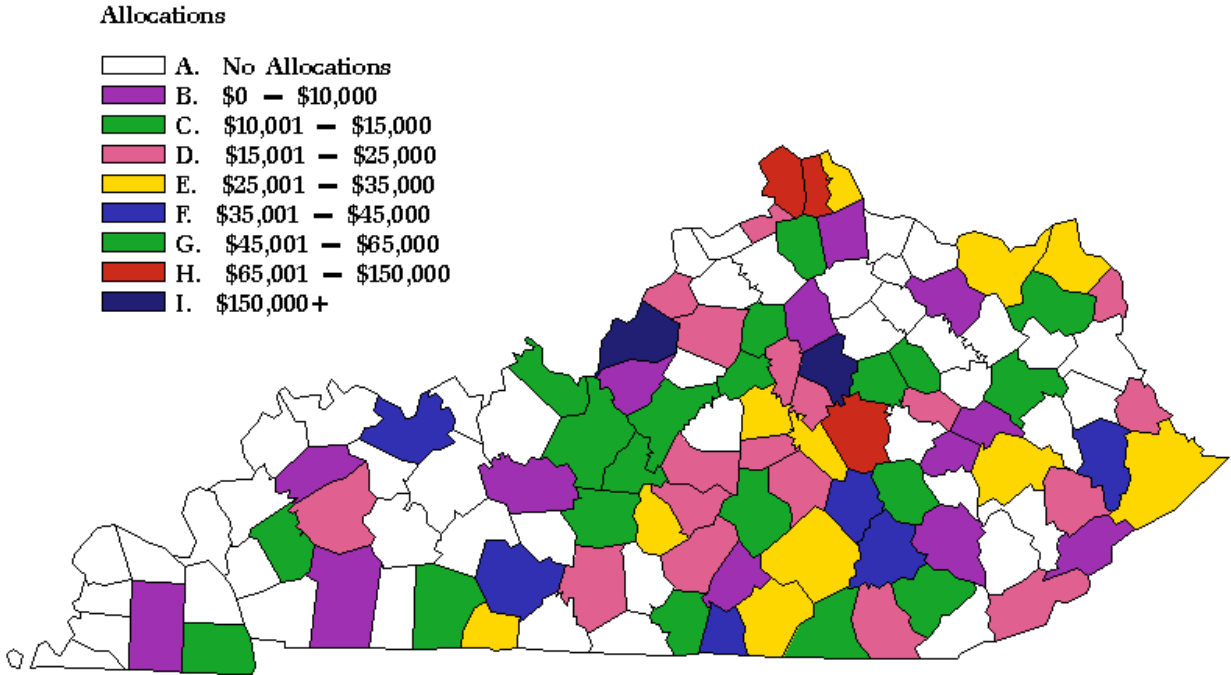 Allocations
A. No Allocations
B. $0 — $10,000
C. $10,001 — $15,000
D. $15,001 — $25,000
E. $25,001 — $35,000
F. $35,001 — $45,000
G. $45,001 — $65,000
H. $65,001 — $150,000
I. $150,000+